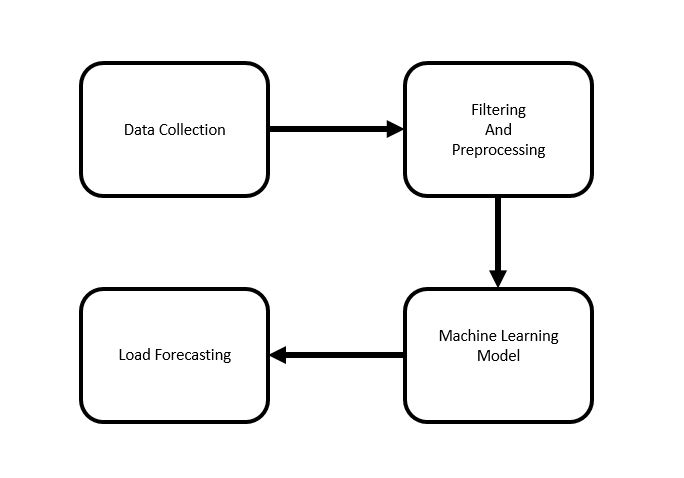 Data Collection
Filtering
And
Preprocessing
Machine Learning
Model
Load Forecasting